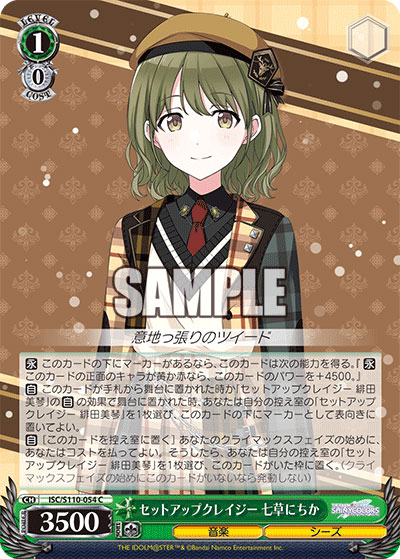 LEVEL
1
0
COST
SAMPLE
意地っ張りのツイード
永 このカードの下にマーカーがあるなら、このカードは次の能力を得る。『永
このカードの正面のキャラが黄か赤なら、このカードのパワーを＋4500。』
自 このカードが手札から舞台に置かれた時か「セットアップクレイジー 緋田
美琴」の自の効果で舞台に置かれた時、あなたは自分の控え室の「セットアッ
プクレイジー 緋田美琴」を1枚選び、このカードの下にマーカーとして表向きに
置いてよい。
自［このカードを控え室に置く］ あなたのクライマックスフェイズの始めに、
あなたはコストを払ってよい。そうしたら、あなたは自分の控え室の「セット
アップクレイジー 緋田美琴」を1枚選び、このカードがいた枠に置く。（クライマ
ックスフェイズの始めに使わないなら発動しない）
CH
ISC/S110-054 C
セットアップクレイジー 七草にちか
SHINYCOLORS
POWER
3500
SOUL
1
音楽
シーズ
THE IDOLM@STER™& ©Bandai Namco Entertainment Inc.